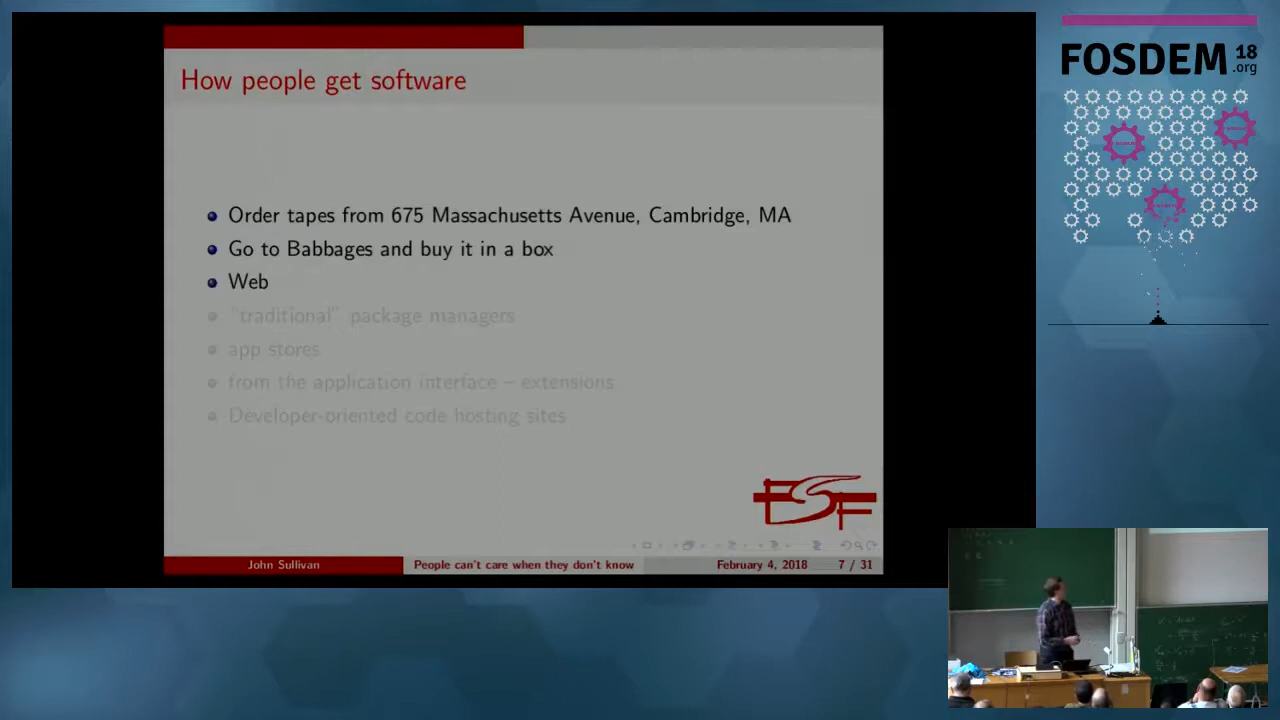 How people get software
Order tapes from 675 Massachusetts Avenue, Cambridge, MA
Go to Babbages and buy it in a box
Web
"traditional" package managers
app stores
from the application interface – extensions
Developer-oriented code hosting sites
FSF
John Sullivan
People can't care when they don't know
February 4, 2018
7 / 31
FOSDEM 18
.org